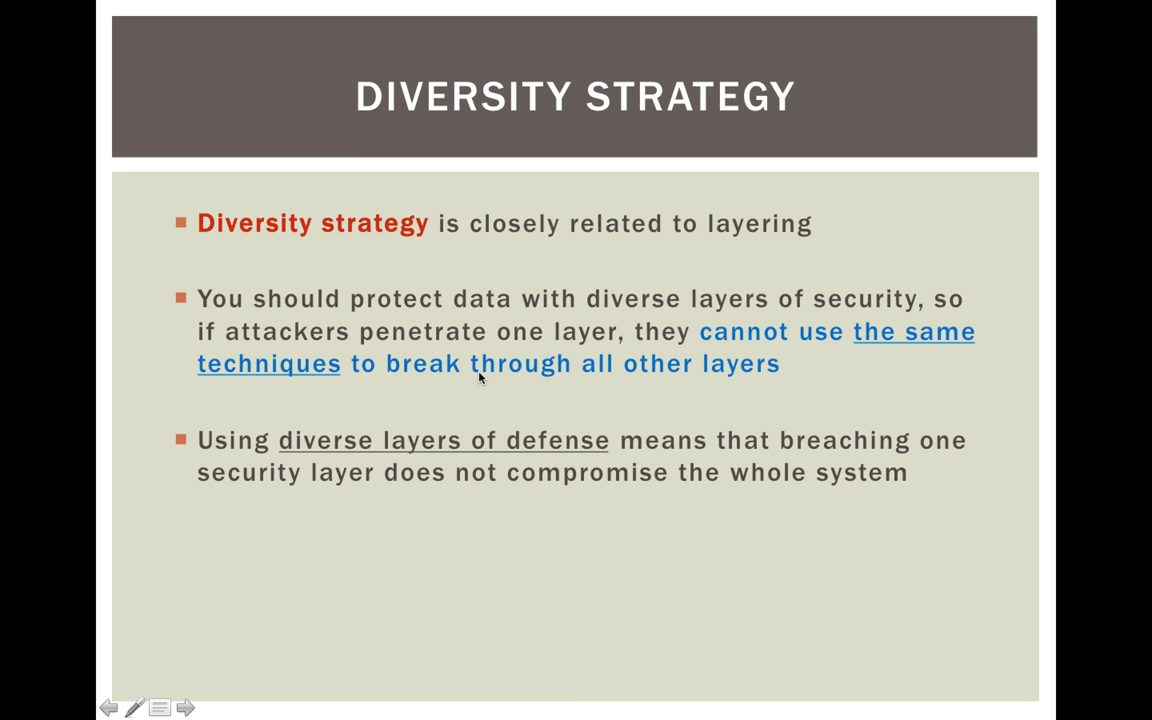 DIVERSITY STRATEGY
Diversity strategy is closely related to layering
You should protect data with diverse layers of security, so
if attackers penetrate one layer, they cannot use the same
techniques to break through all other layers
Using diverse layers of defense means that breaching one
security layer does not compromise the whole system